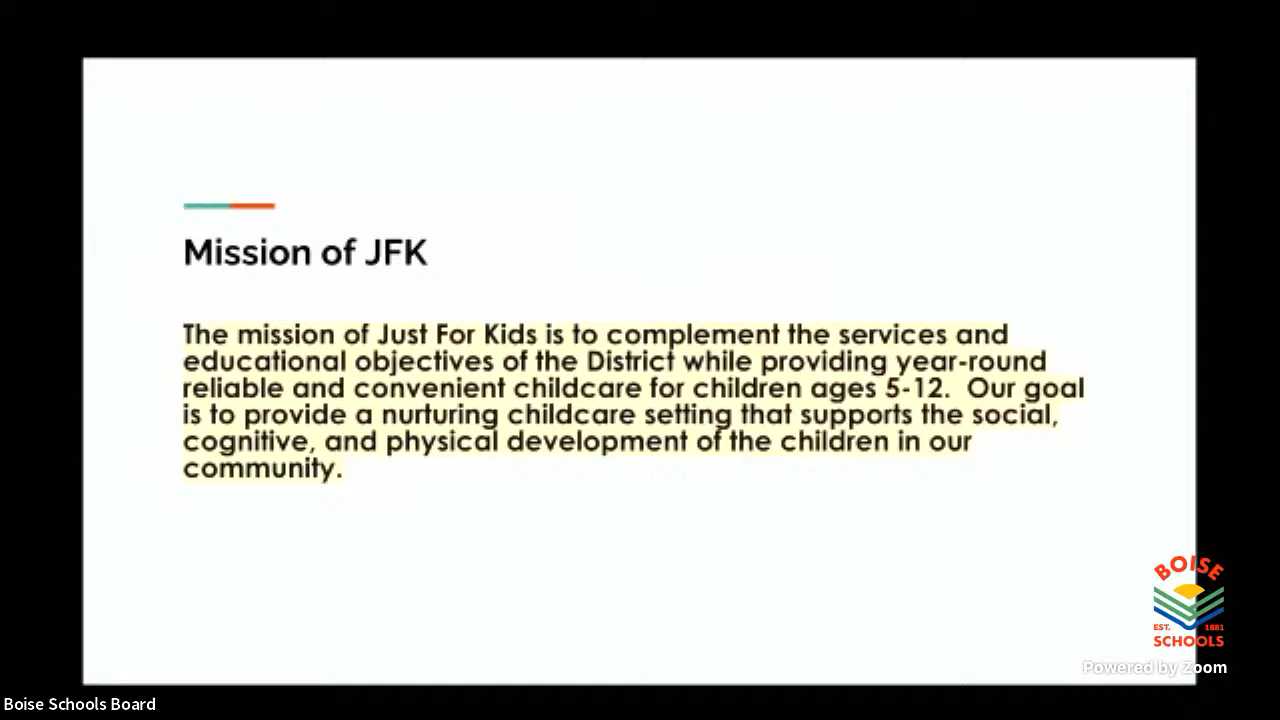 Mission of JFK
The mission of Just For Kids is to complement the services and
educational objectives of the District while providing year-round
reliable and convenient childcare for children ages 5-12.  Our goal
is to provide a nurturing childcare setting that supports the social,
cognitive, and physical development of the children in our
community.
BOISE
EST. 1881
SCHOOLS
Powered by Zoom
Boise Schools Board